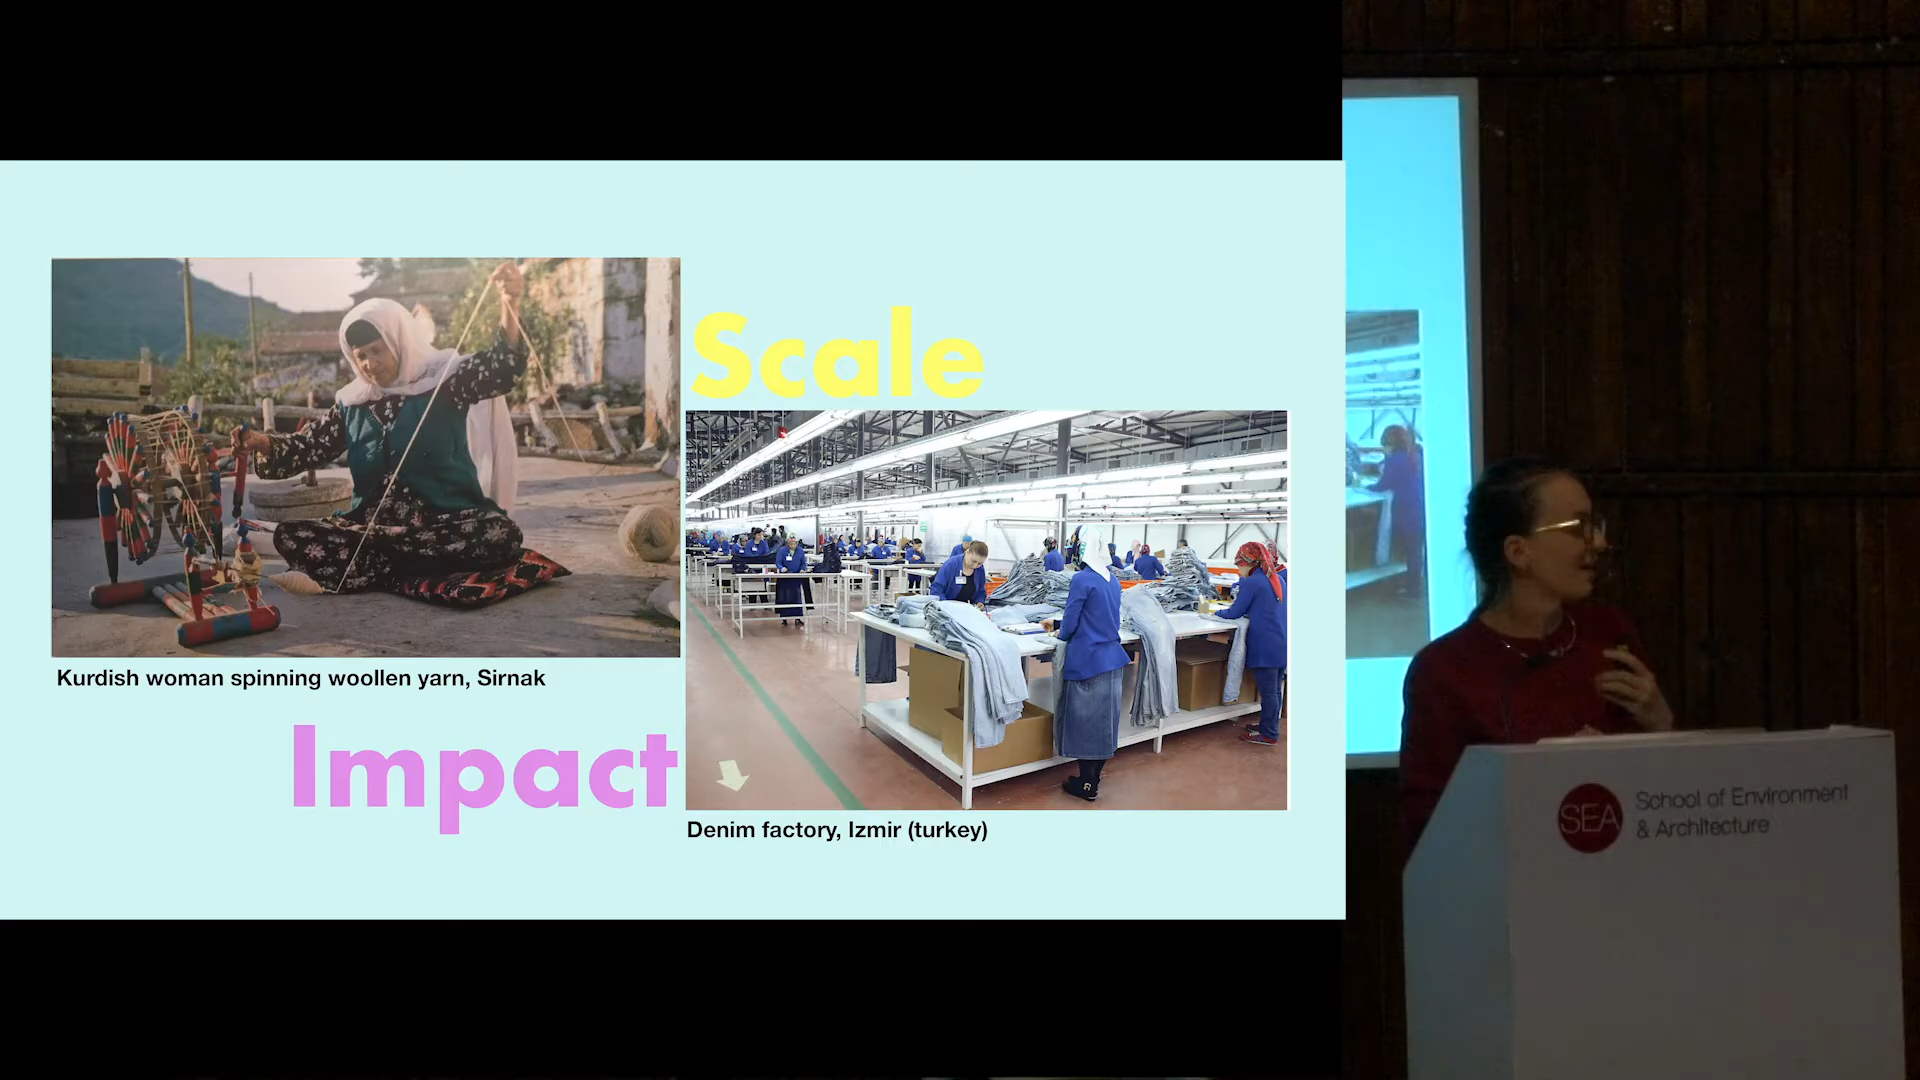 Scale
Kurdish woman spinning woollen yarn, Sirnak
Impact
Denim factory, Izmir (turkey)
SEA
School of Environment
& Architecture